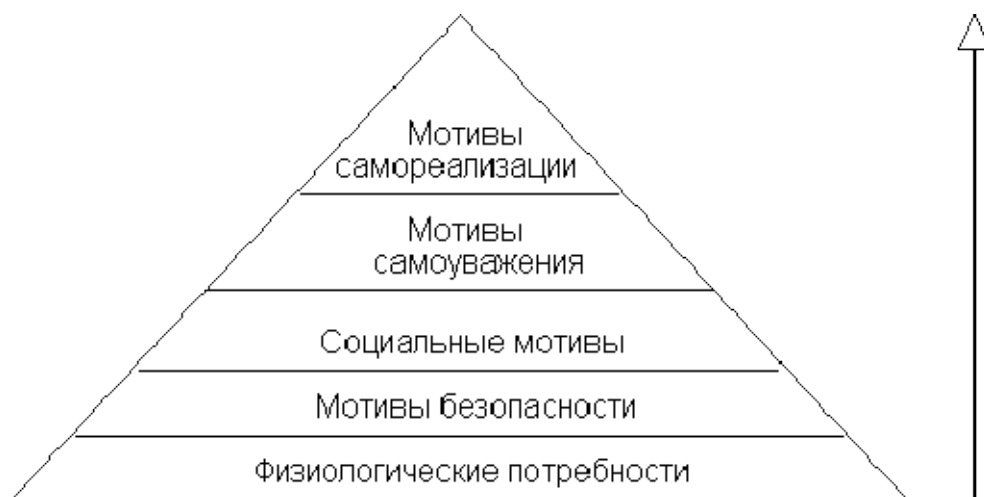 Мотивы
самореализации
Мотивы
самоуважения
Социальные мотивы
Мотивы безопасности
Физиологические потребности